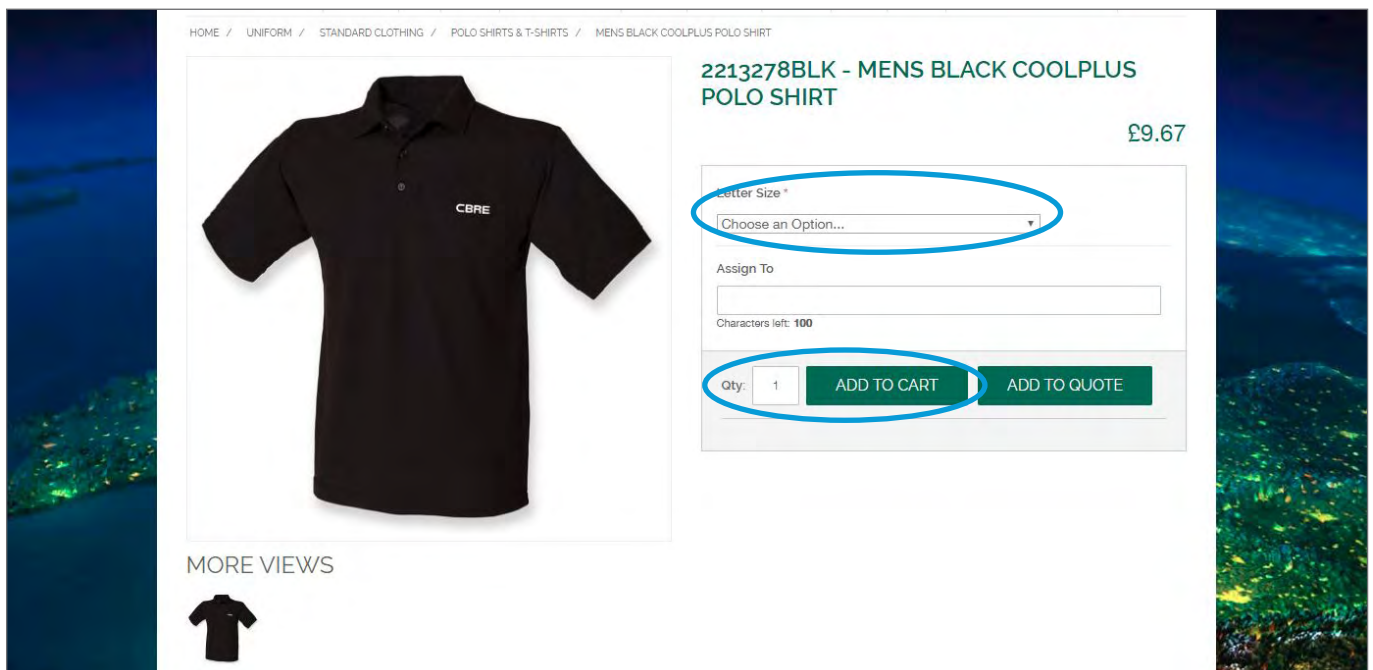 HOME / UNIFORM / STANDARD CLOTHING / POLO SHIRTS & T-SHIRTS / MENS BLACK COOLPLUS POLO SHIRT
2213278BLK - MENS BLACK COOLPLUS
POLO SHIRT
£9.67
CBRE
Letter Size *
Choose an Option...
Assign To
Characters left: 100
Qty: 1 ADD TO CART ADD TO QUOTE
MORE VIEWS